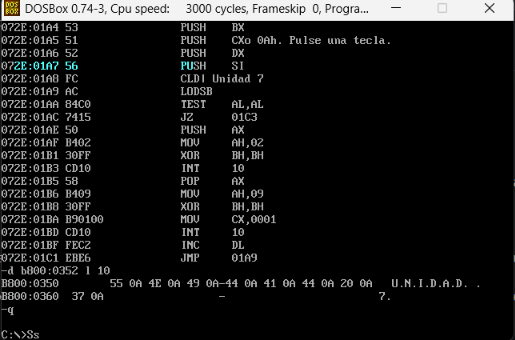 DOSBox 0.74-3, Cpu speed: 3000 cycles, Frameskip 0, Progra...
072E:01A4 53 PUSH BX
072E:01A5 51 PUSH CXo 0Ah. Pulse una tecla.
072E:01A6 52 PUSH DX
072E:01A7 56 PUSH SI
072E:01A8 FC CLD| Unidad 7
072E:01A9 AC LODSB
072E:01AA 84C0 TEST AL,AL
072E:01AC 7415 JZ 01C3
072E:01AE 50 PUSH AX
072E:01AF B402 MOV AH,02
072E:01B1 30FF XOR BH,BH
072E:01B3 CD10 INT 10
072E:01B5 58 POP AX
072E:01B6 B409 MOV AH,09
072E:01B8 30FF XOR BH,BH
072E:01BA B90100 MOV CX,0001
072E:01BD CD10 INT 10
072E:01BF FEC2 INC DL
072E:01C1 EBE6 JMP 01A9
-d b800:0352 l 10
B800:0350 55 0A 4E 0A 49 0A-44 0A 41 0A 44 0A 20 0A U.N.I.D.A.D. .
B800:0360 37 0A - 7.
-q
C:\>Ss